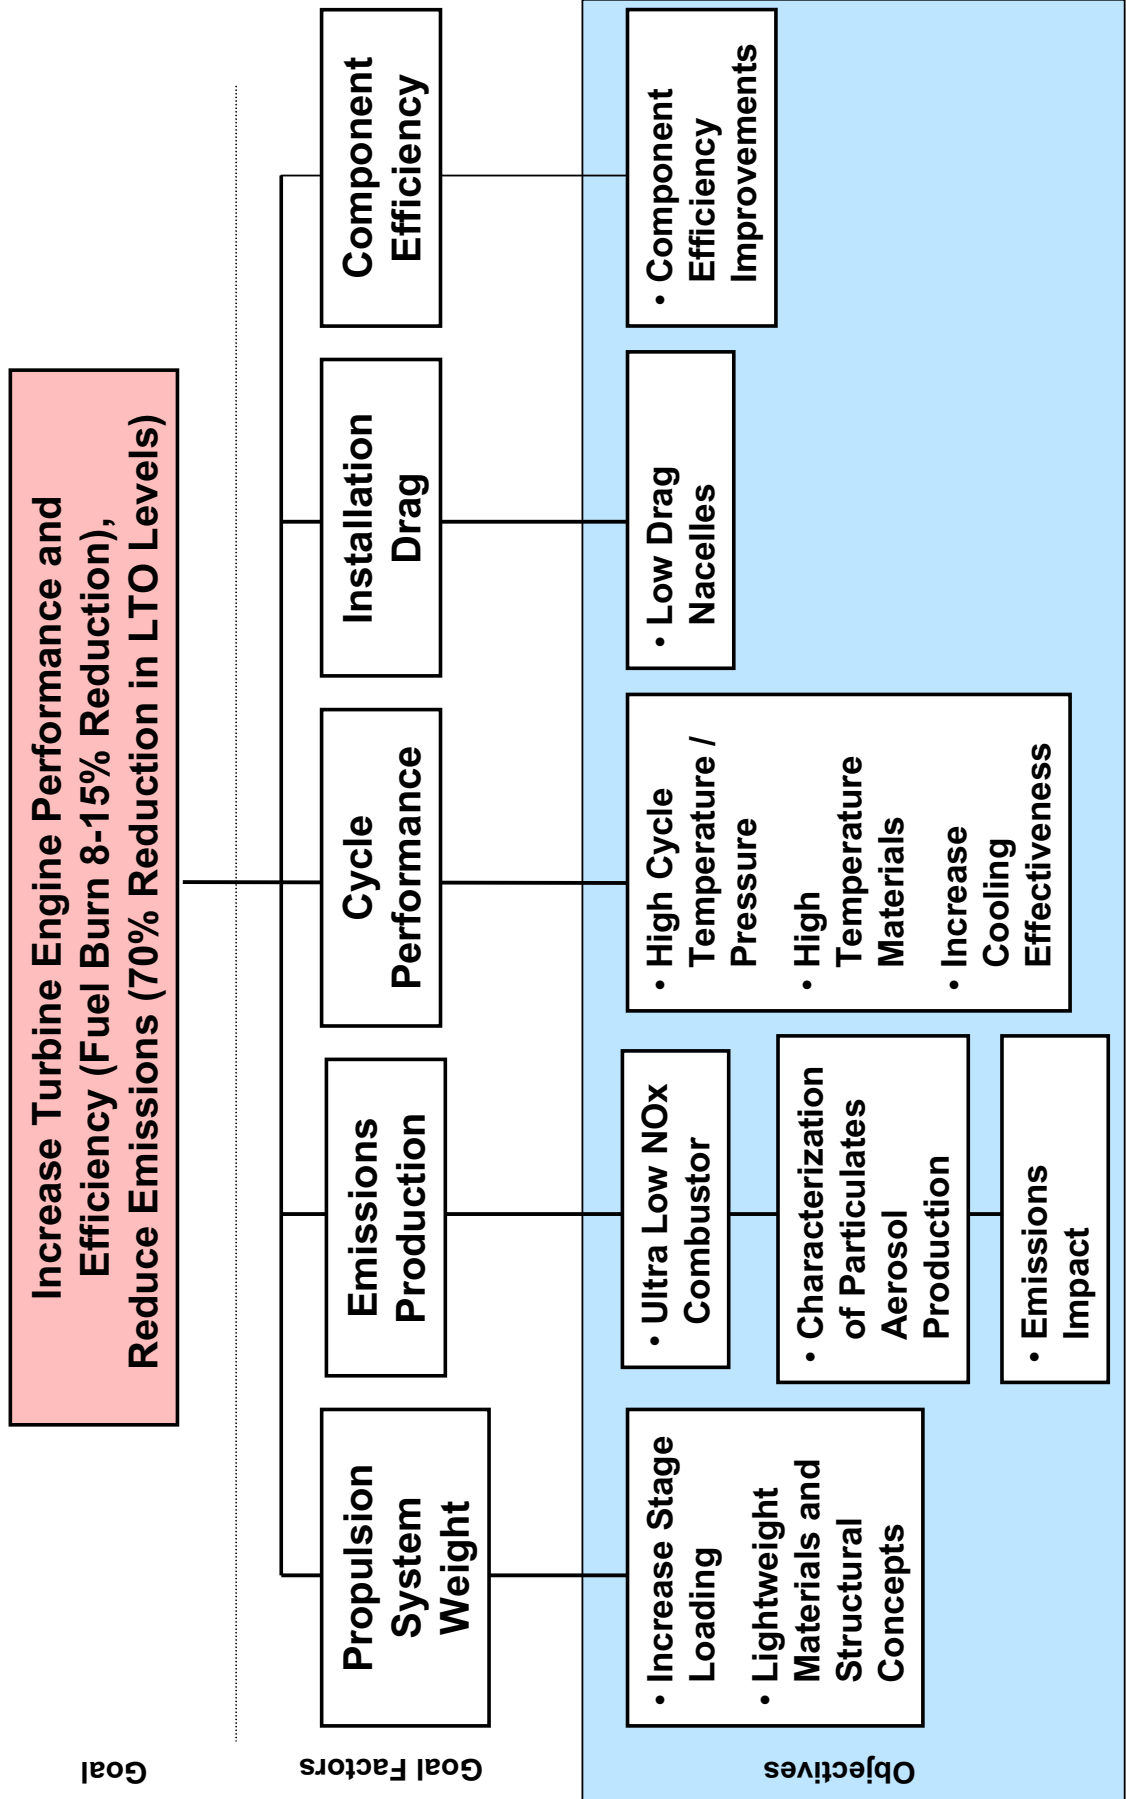 Goal
Increase Turbine Engine Performance and
Efficiency (Fuel Burn 8-15% Reduction),
Reduce Emissions (70% Reduction in LTO Levels)
Goal Factors
Propulsion
System
Weight
Emissions
Production
Cycle
Performance
Installation
Drag
Component
Efficiency
Objectives
• Increase Stage
Loading
• Lightweight
Materials and
Structural
Concepts
• Ultra Low NOx
Combustor
• Characterization
of Particulates
Aerosol
Production
• Emissions
Impact
• High Cycle
Temperature /
Pressure
• High
Temperature
Materials
• Increase
Cooling
Effectiveness
• Low Drag
Nacelles
• Component
Efficiency
Improvements